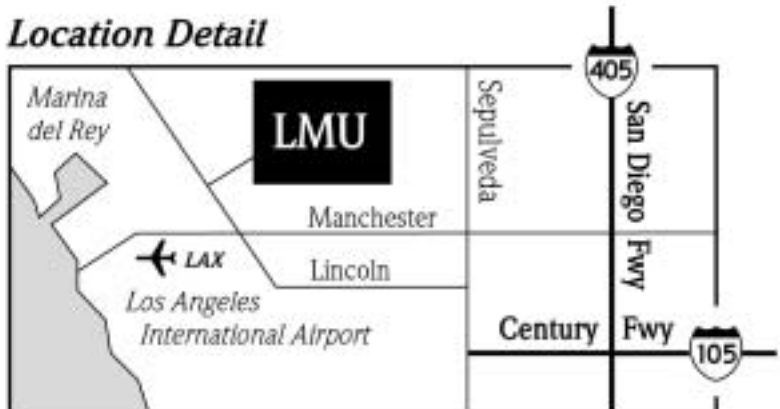 Location Detail
405
Marina
del Rey
LMU
Sepulveda
San Diego Fwy
Manchester
LAX
Lincoln
Los Angeles
International Airport
Century Fwy
105